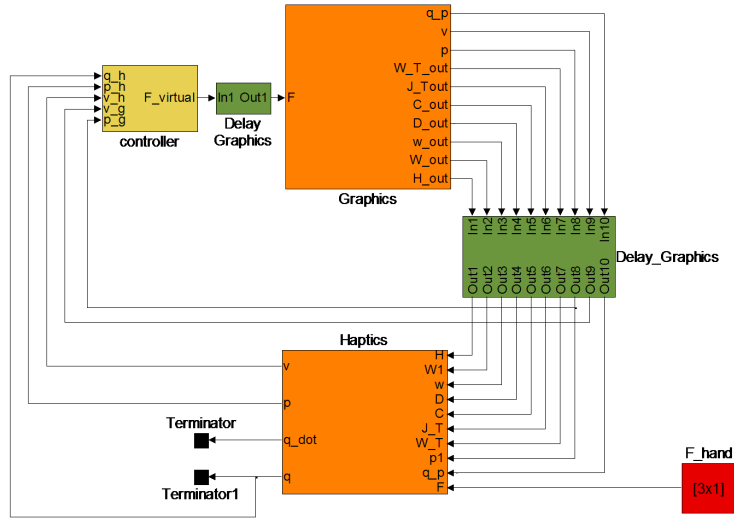 q_h
p_h
v_h
v_g
p_g
F_virtual
controller
In1 Out1
Delay
Graphics
F
q_p
v
p
W_T_out
J_Tout
C_out
D_out
w_out
W_out
H_out
Graphics
In1
In2
In3
In4
In5
In6
In7
In8
In9
In10
Out1
Out2
Out3
Out4
Out5
Out6
Out7
Out8
Out9
Out10
Delay_Graphics
Haptics
v
p
q_dot
q
H
W1
w
D
C
J_T
W_T
p1
q_p
F
Terminator
Terminator1
F_hand
[3x1]